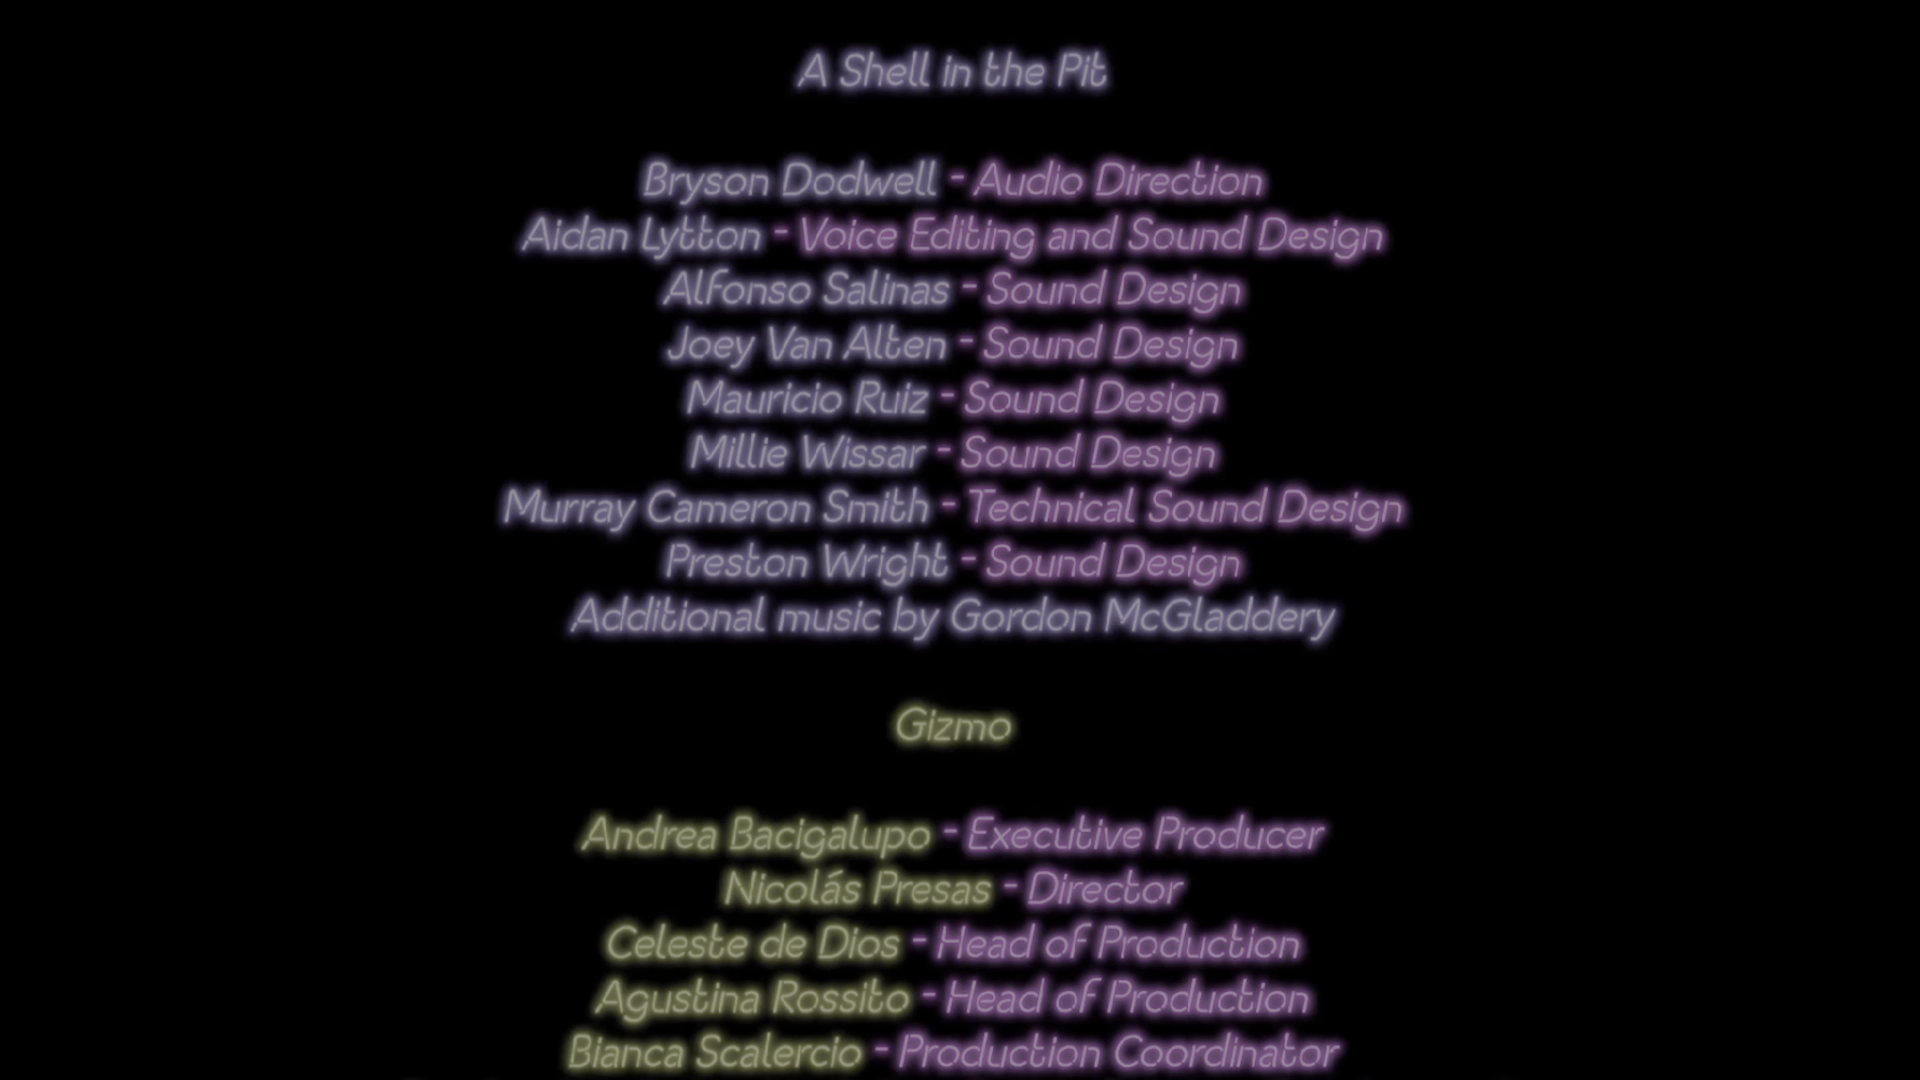 A Shell in the Pit
Bryson Dodwell - Audio Direction
Aidan Lytton - Voice Editing and Sound Design
Alfonso Salinas - Sound Design
Joey Van Alten - Sound Design
Mauricio Ruiz - Sound Design
Millie Wissar - Sound Design
Murray Cameron Smith - Technical Sound Design
Preston Wright - Sound Design
Additional music by Gordon McGladdery
Gizmo
Andrea Bacigalupo - Executive Producer
Nicolás Presas - Director
Celeste de Dios - Head of Production
Agustina Rossito - Head of Production
Bianca Scalercio - Production Coordinator